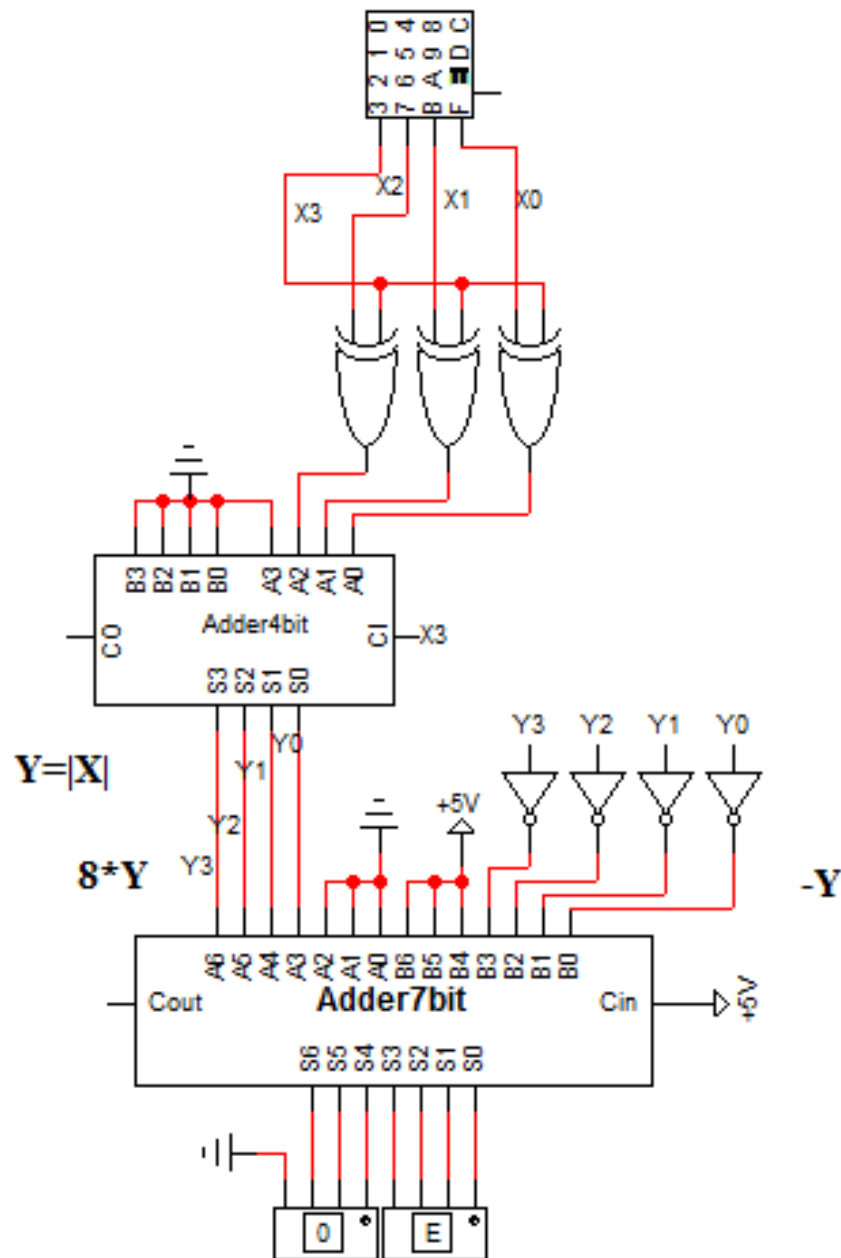 0 4 8 C
1 5 9 D
2 6 A
3 7 B F
X3 X2 X1 X0
B3 B2 B1 B0 A3 A2 A1 A0
CO Adder4bit CI X3
S3 S2 S1 S0
Y=|X|
Y3 Y2 Y1 Y0
Y3 Y2 Y1 Y0
+5V
8*Y
-Y
A6 A5 A4 A3 A2 A1 A0 B6 B5 B4 B3 B2 B1 B0
Cout Adder7bit Cin +5V
S6 S5 S4 S3 S2 S1 S0
0 E